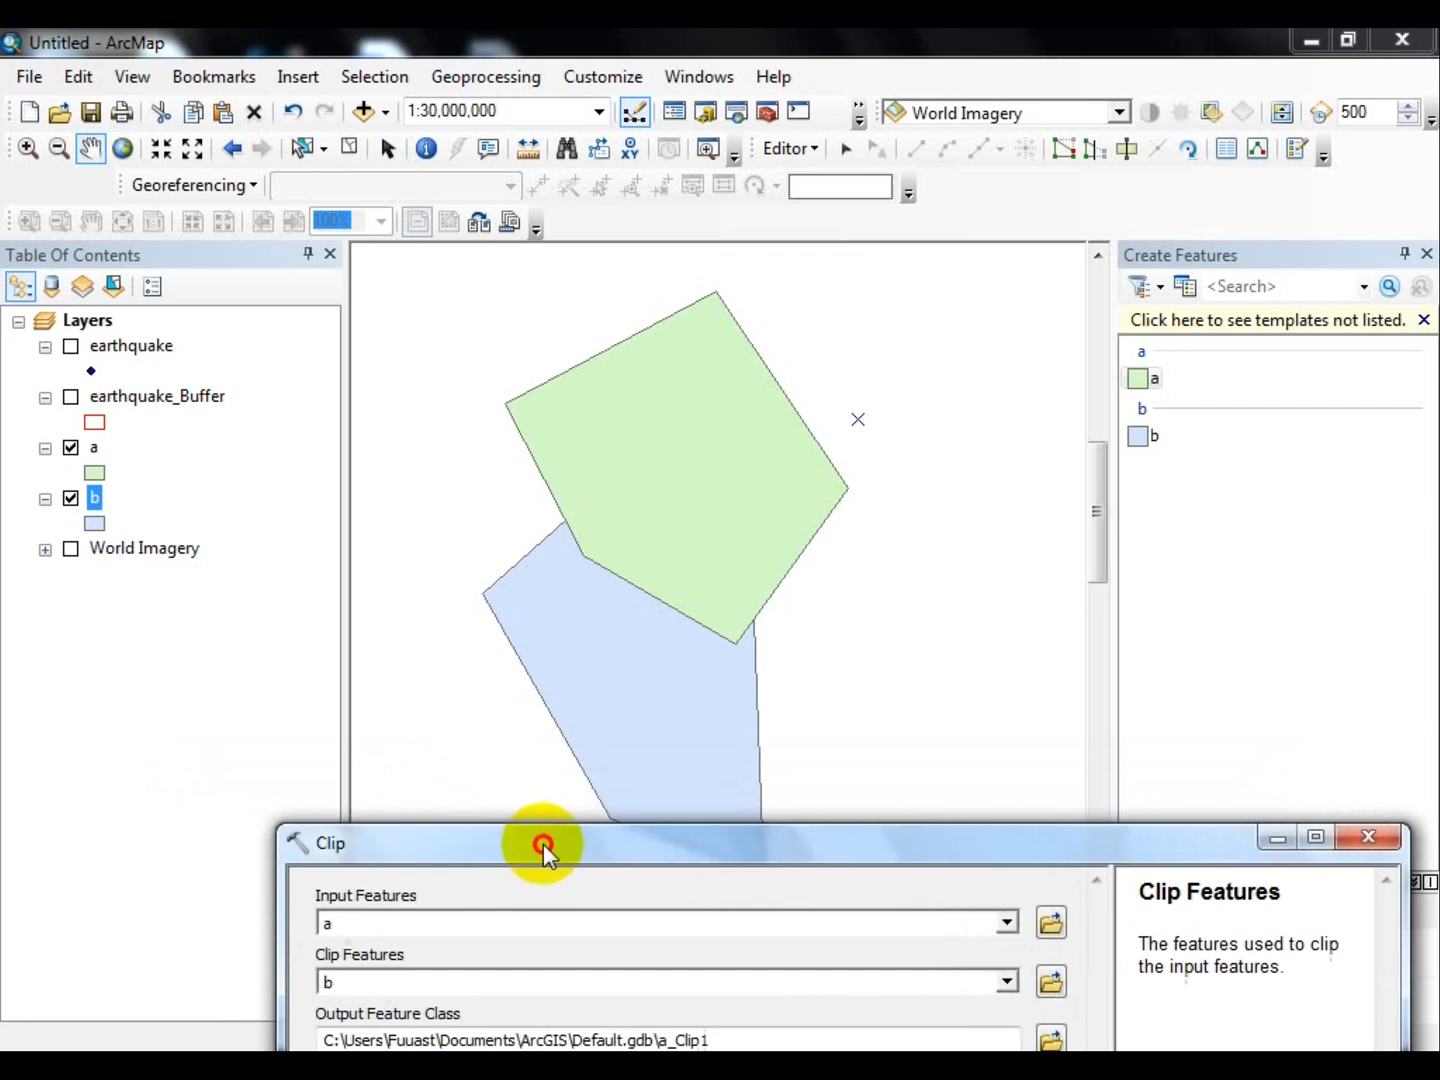 Untitled - ArcMap
File Edit View Bookmarks Insert Selection Geoprocessing Customize Windows Help
1:30,000,000 World Imagery 500
Editor
Georeferencing
100%
Table Of Contents
Layers
earthquake
earthquake_Buffer
a
b
World Imagery
Create Features
<Search>
Click here to see templates not listed.
a
a
b
b
Clip
Input Features
a
Clip Features
b
Output Feature Class
C:\Users\Fuuast\Documents\ArcGIS\Default.gdb\a_Clip1
Clip Features
The features used to clip
the input features.